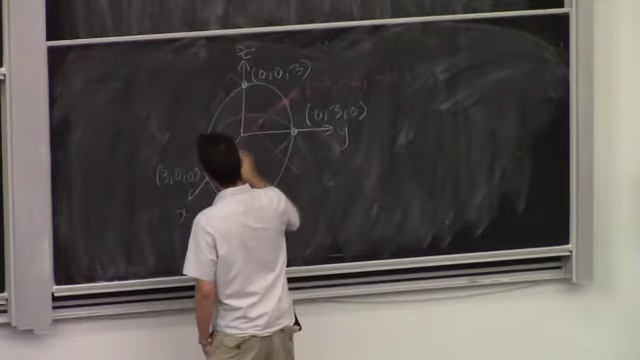 z
(0,0,3)
(0,3,0)
y
(3,0,0)
x